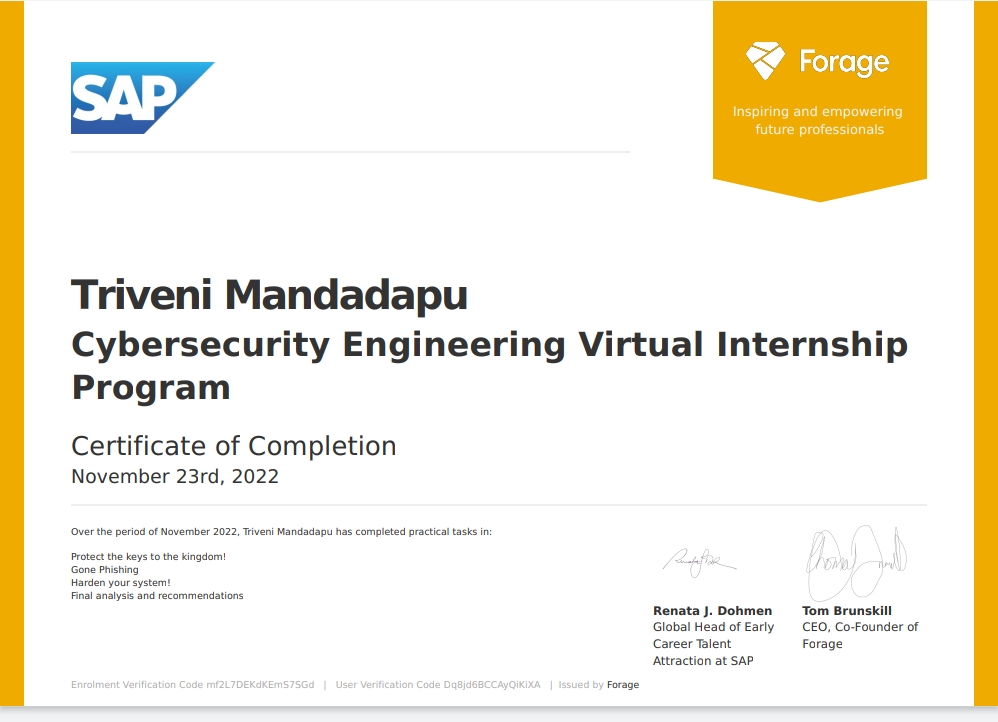 SAP
Forage
Inspiring and empowering
future professionals
Triveni Mandadapu
Cybersecurity Engineering Virtual Internship
Program
Certificate of Completion
November 23rd, 2022
Over the period of November 2022, Triveni Mandadapu has completed practical tasks in:
Protect the keys to the kingdom!
Gone Phishing
Harden your system!
Final analysis and recommendations
Renata J. Dohmen
Global Head of Early
Career Talent
Attraction at SAP
Tom Brunskill
CEO, Co-Founder of
Forage
Enrolment Verification Code mf2L7DEKdKEmS7SGd | User Verification Code Dq8jd6BCCAyQiKiXA | Issued by Forage